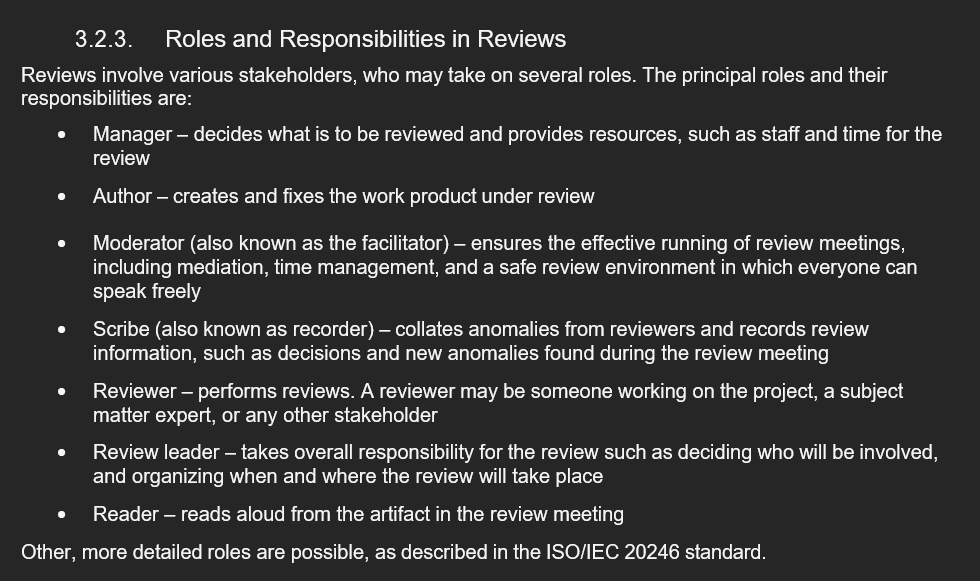 3.2.3. Roles and Responsibilities in Reviews
Reviews involve various stakeholders, who may take on several roles. The principal roles and their
responsibilities are:
• Manager – decides what is to be reviewed and provides resources, such as staff and time for the
review
• Author – creates and fixes the work product under review
• Moderator (also known as the facilitator) – ensures the effective running of review meetings,
including mediation, time management, and a safe review environment in which everyone can
speak freely
• Scribe (also known as recorder) – collates anomalies from reviewers and records review
information, such as decisions and new anomalies found during the review meeting
• Reviewer – performs reviews. A reviewer may be someone working on the project, a subject
matter expert, or any other stakeholder
• Review leader – takes overall responsibility for the review such as deciding who will be involved,
and organizing when and where the review will take place
• Reader – reads aloud from the artifact in the review meeting
Other, more detailed roles are possible, as described in the ISO/IEC 20246 standard.